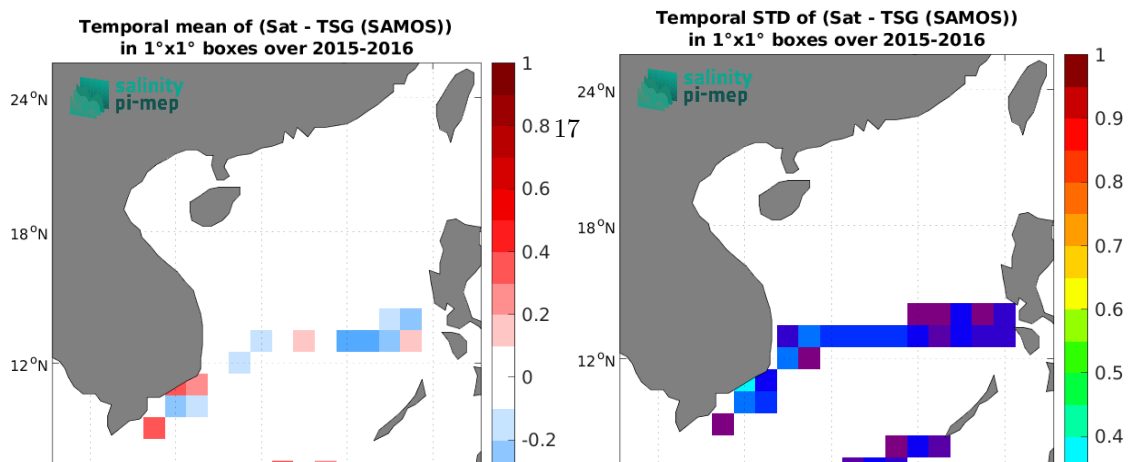 Temporal mean of (Sat - TSG (SAMOS))
in 1°x1° boxes over 2015-2016
salinity
pi-mep
24°N
18°N
12°N
1
0.8
0.6
0.4
0.2
0
-0.2
17
Temporal STD of (Sat - TSG (SAMOS))
in 1°x1° boxes over 2015-2016
salinity
pi-mep
24°N
18°N
12°N
1
0.9
0.8
0.7
0.6
0.5
0.4